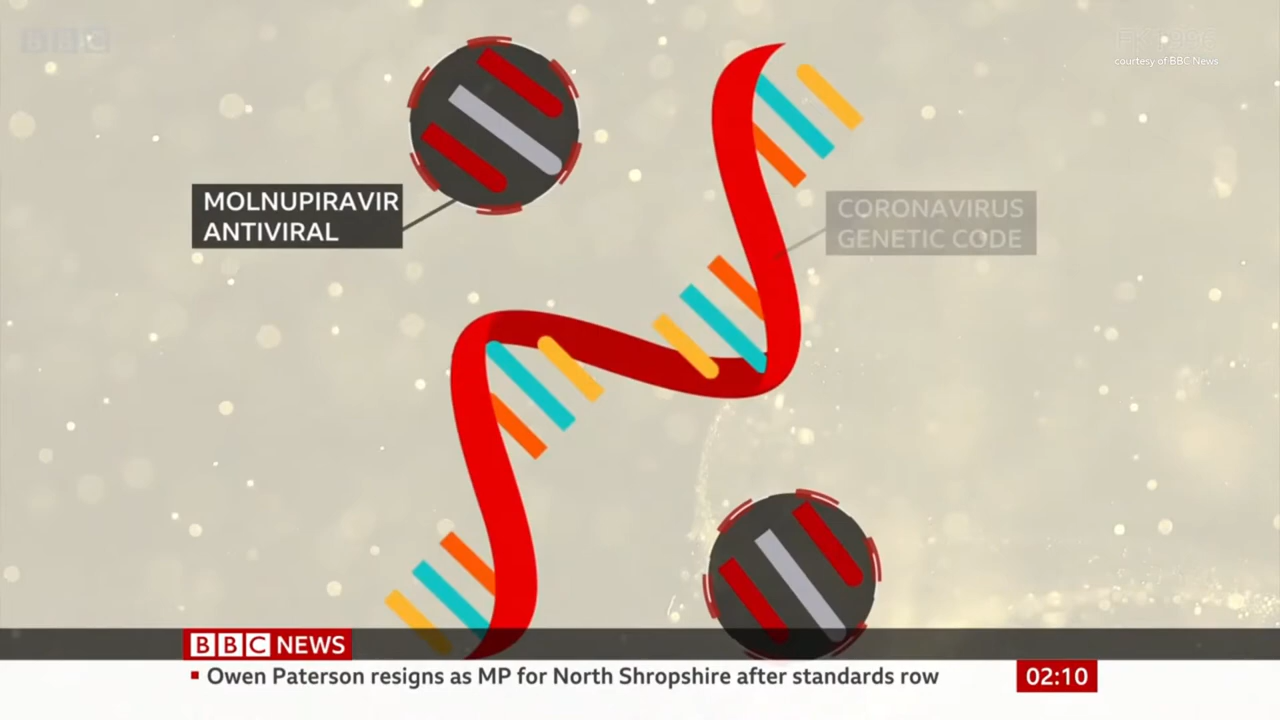 BBC
courtesy of BBC News
MOLNUPIRAVIR
ANTIVIRAL
CORONAVIRUS
GENETIC CODE
BBC NEWS
Owen Paterson resigns as MP for North Shropshire after standards row
02:10